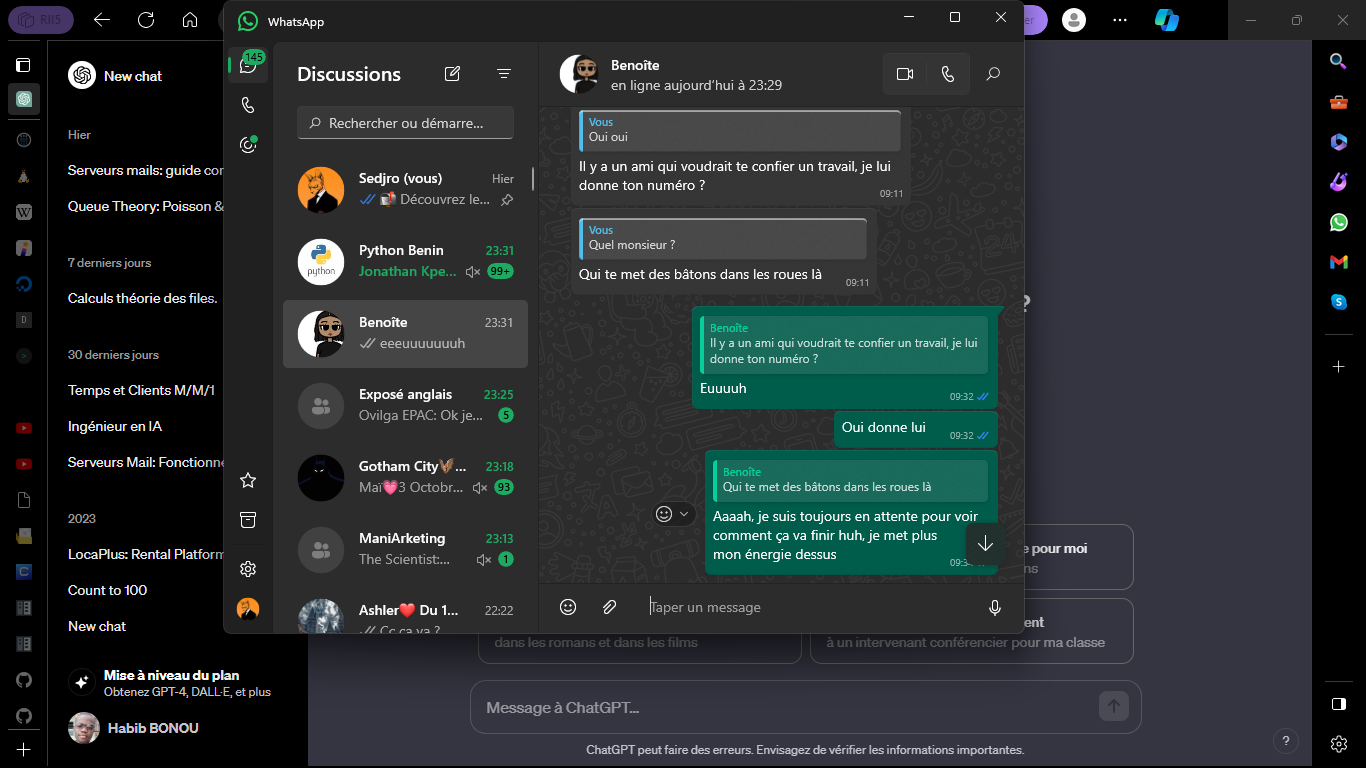 RII5
New chat
Hier
Serveurs mails: guide cor
Queue Theory: Poisson &
7 derniers jours
Calculs théorie des files.
30 derniers jours
Temps et Clients M/M/1
Ingénieur en IA
Serveurs Mail: Fonctionne
2023
LocaPlus: Rental Platform
Count to 100
New chat
Mise à niveau du plan
Obtenez GPT-4, DALL·E, et plus
Habib BONOU
WhatsApp
145
Discussions
Rechercher ou démarre...
Sedjro (vous)
Hier
Découvrez le...
Python Benin
23:31
python
Jonathan Kpe...
99+
Benoîte
23:31
eeeuuuuuuuh
Exposé anglais
23:25
Ovilga EPAC: Ok je...
5
Gotham City🦋...
23:18
Maï💗3 Octobr...
93
ManiArketing
23:13
The Scientist:...
1
Ashler❤️ Du 1...
22:22
Cc ça va ?
Benoîte
en ligne aujourd'hui à 23:29
Vous
Oui oui
Il y a un ami qui voudrait te confier un travail, je lui
donne ton numéro ?
09:11
Vous
Quel monsieur ?
Qui te met des bâtons dans les roues là
09:11
Benoîte
Il y a un ami qui voudrait te confier un travail, je lui
donne ton numéro ?
Euuuuh
09:32
Oui donne lui
09:32
Benoîte
Qui te met des bâtons dans les roues là
Aaaah, je suis toujours en attente pour voir
comment ça va finir huh, je met plus
mon énergie dessus
Taper un message
?
e pour moi
ns
dans les romans et dans les films
ent
à un intervenant conférencier pour ma classe
Message à ChatGPT...
ChatGPT peut faire des erreurs. Envisagez de vérifier les informations importantes.
?